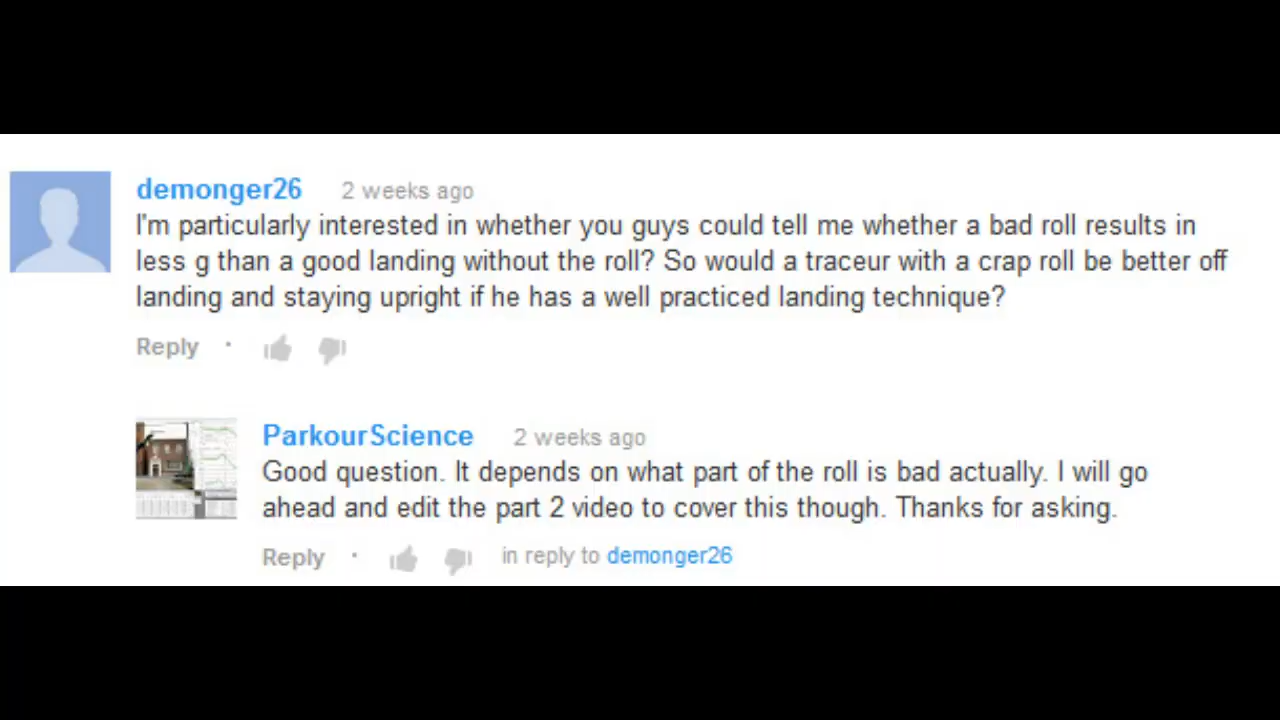 demonger26 2 weeks ago
I'm particularly interested in whether you guys could tell me whether a bad roll results in
less g than a good landing without the roll? So would a traceur with a crap roll be better off
landing and staying upright if he has a well practiced landing technique?
Reply ·
ParkourScience 2 weeks ago
Good question. It depends on what part of the roll is bad actually. I will go
ahead and edit the part 2 video to cover this though. Thanks for asking.
Reply · in reply to demonger26